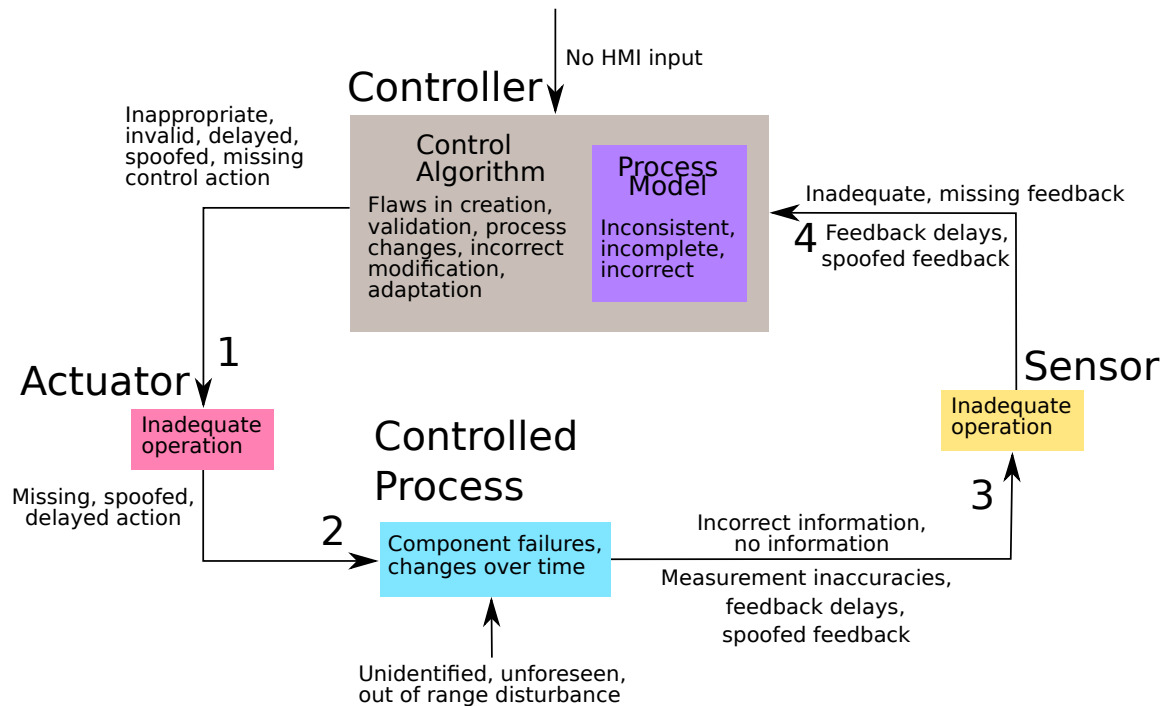 No HMI input
Controller
Inappropriate,
invalid, delayed,
spoofed, missing
control action
Control
Algorithm
Flaws in creation,
validation, process
changes, incorrect
modification,
adaptation
Process
Model
Inconsistent,
incomplete,
incorrect
Inadequate, missing feedback
4
Feedback delays,
spoofed feedback
1
Actuator
Inadequate
operation
Sensor
Inadequate
operation
Missing, spoofed,
delayed action
2
Controlled
Process
Component failures,
changes over time
3
Incorrect information,
no information
Measurement inaccuracies,
feedback delays,
spoofed feedback
Unidentified, unforeseen,
out of range disturbance